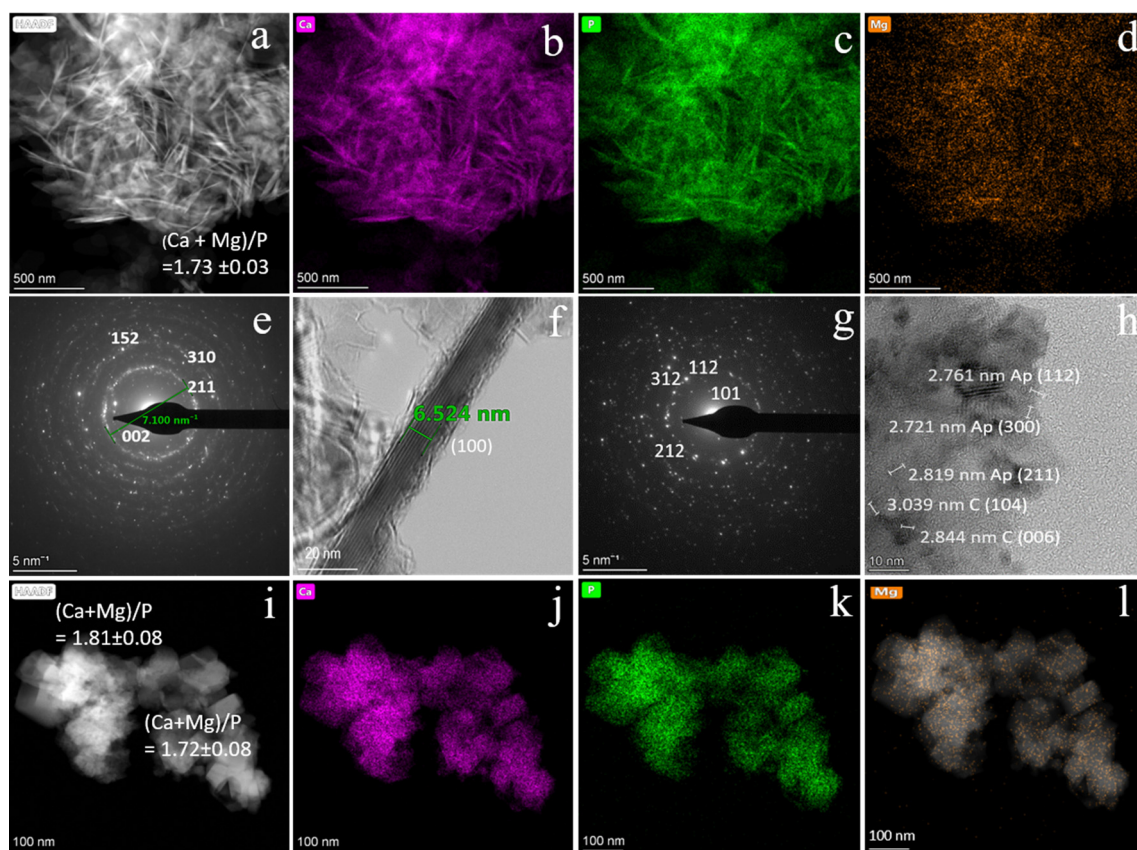 HAADF
a
(Ca + Mg)/P
=1.73 ±0.03
500 nm
Ca
b
500 nm
P
c
500 nm
Mg
d
500 nm
e
152
310
211
7.100 nm⁻¹
002
5 nm⁻¹
f
6.524 nm
(100)
20 nm
g
112
312
101
212
5 nm⁻¹
h
2.761 nm Ap (112)
2.721 nm Ap (300)
2.819 nm Ap (211)
3.039 nm C (104)
2.844 nm C (006)
10 nm
HAADF
i
(Ca+Mg)/P
= 1.81±0.08
(Ca+Mg)/P
= 1.72±0.08
100 nm
Ca
j
100 nm
P
k
100 nm
Mg
l
100 nm